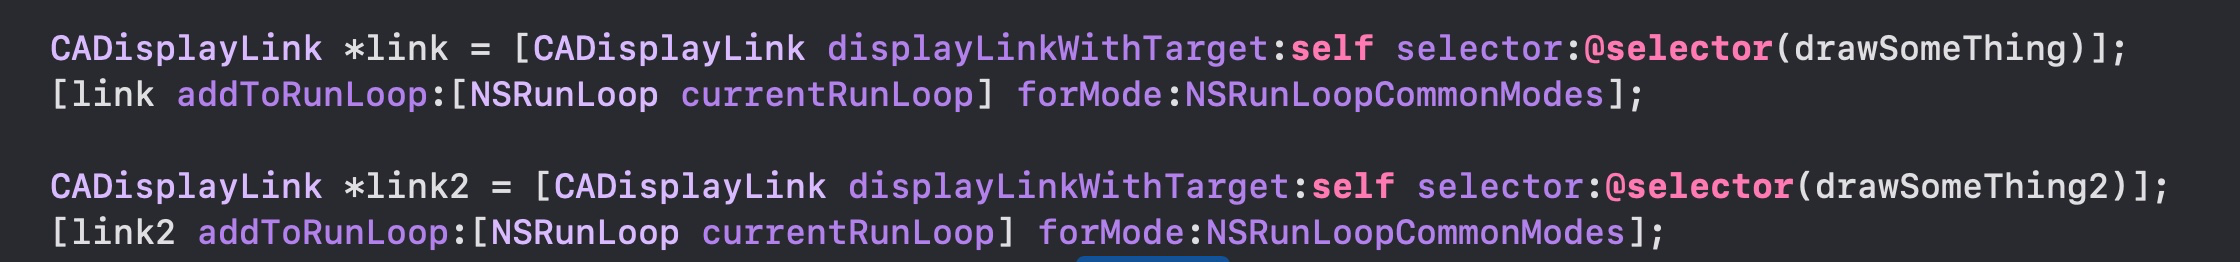 CADisplayLink *link = [CADisplayLink displayLinkWithTarget:self selector:@selector(drawSomeThing)];
[link addToRunLoop:[NSRunLoop currentRunLoop] forMode:NSRunLoopCommonModes];
CADisplayLink *link2 = [CADisplayLink displayLinkWithTarget:self selector:@selector(drawSomeThing2)];
[link2 addToRunLoop:[NSRunLoop currentRunLoop] forMode:NSRunLoopCommonModes];